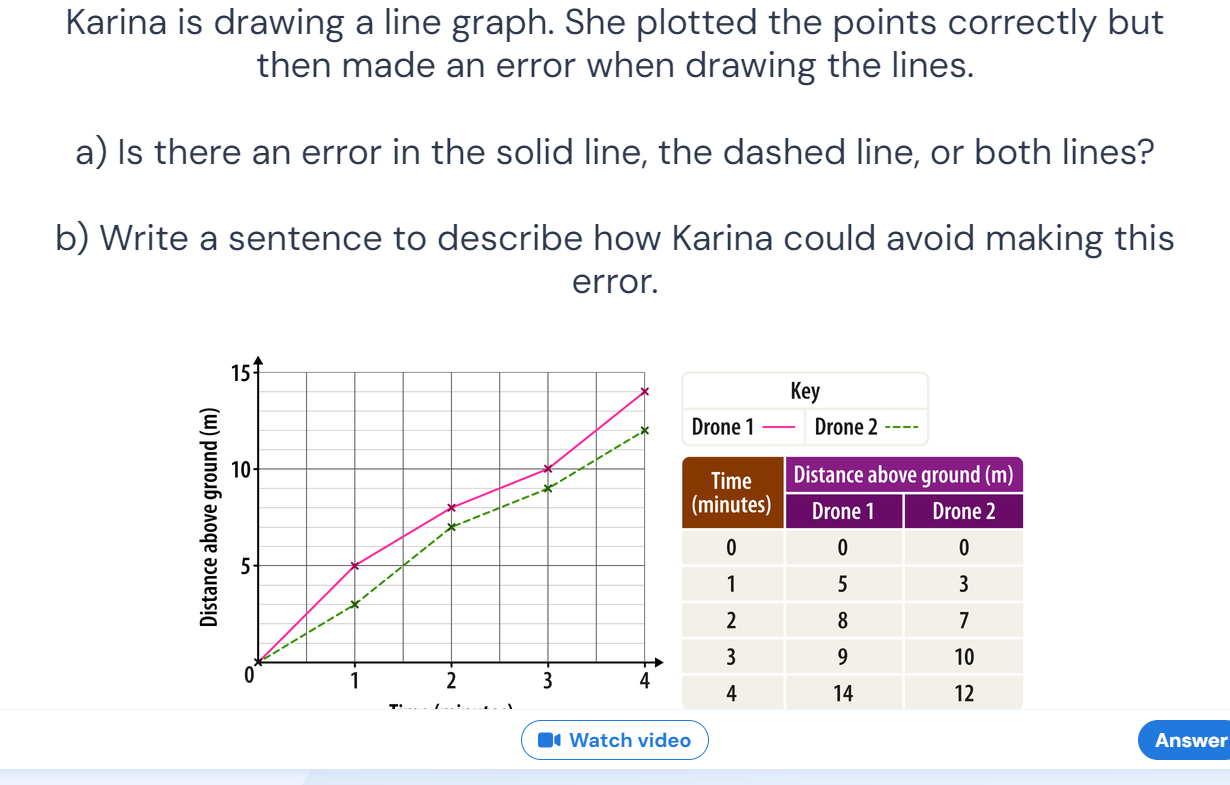 Karina is drawing a line graph. She plotted the points correctly but
then made an error when drawing the lines.
a) Is there an error in the solid line, the dashed line, or both lines?
b) Write a sentence to describe how Karina could avoid making this
error.
Distance above ground (m)
15
10
5
0
1 2 3 4
Time (minutes)
Key
Drone 1 Drone 2
Time (minutes) Distance above ground (m)
Drone 1 Drone 2
0 0 0
1 5 3
2 8 7
3 9 10
4 14 12
Watch video
Answer